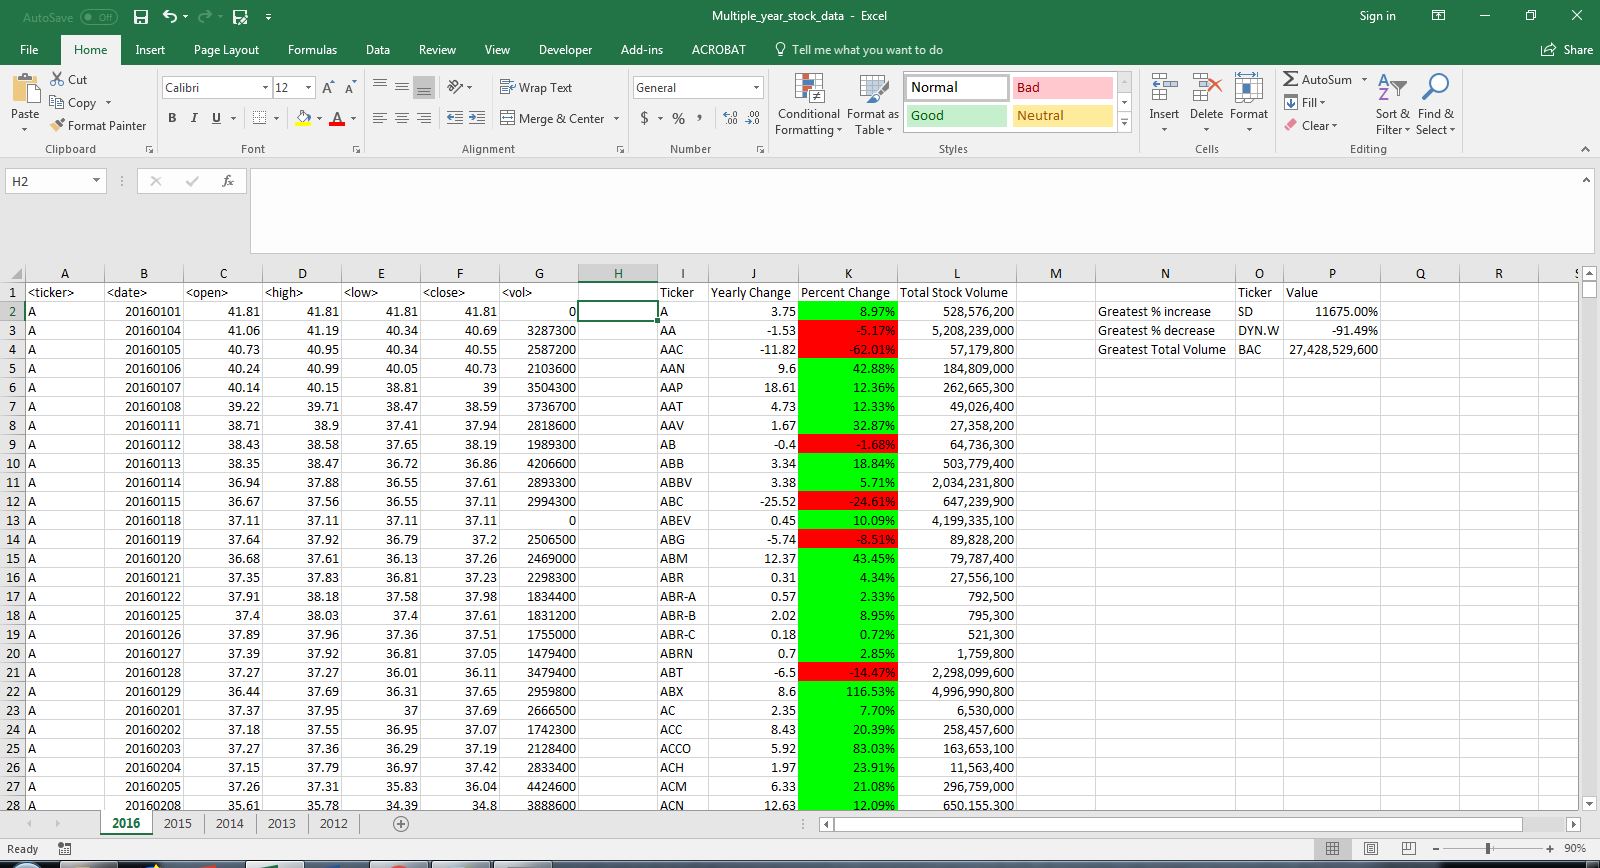 AutoSave Off
Multiple_year_stock_data - Excel
Sign in
File Home Insert Page Layout Formulas Data Review View Developer Add-ins ACROBAT Tell me what you want to do Share
Cut
Copy
Format Painter
Paste
Clipboard
Calibri 12
B I U
Font
Wrap Text
Merge & Center
Alignment
General
$ % ,
Number
Conditional Formatting
Format as Table
Normal Bad
Good Neutral
Styles
Insert Delete Format
Cells
AutoSum
Fill
Clear
Sort & Filter
Find & Select
Editing
H2 fx
A B C D E F G H I J K L M N O P Q R S
1 <ticker> <date> <open> <high> <low> <close> <vol> Ticker Yearly Change Percent Change Total Stock Volume Ticker Value
2 A 20160101 41.81 41.81 41.81 41.81 0 A 3.75 8.97% 528,576,200 Greatest % increase SD 11675.00%
3 A 20160104 41.06 41.19 40.34 40.69 3287300 AA -1.53 -5.17% 5,208,239,000 Greatest % decrease DYN.W -91.49%
4 A 20160105 40.73 40.95 40.34 40.55 2587200 AAC -11.82 -62.01% 57,179,800 Greatest Total Volume BAC 27,428,529,600
5 A 20160106 40.24 40.99 40.05 40.73 2103600 AAN 9.6 42.88% 184,809,000
6 A 20160107 40.14 40.15 38.81 39 3504300 AAP 18.61 12.36% 262,665,300
7 A 20160108 39.22 39.71 38.47 38.59 3736700 AAT 4.73 12.33% 49,026,400
8 A 20160111 38.71 38.9 37.41 37.94 2818600 AAV 1.67 32.87% 27,358,200
9 A 20160112 38.43 38.58 37.65 38.19 1989300 AB -0.4 -1.68% 64,736,300
10 A 20160113 38.35 38.47 36.72 36.86 4206600 ABB 3.34 18.84% 503,779,400
11 A 20160114 36.94 37.88 36.55 37.61 2893300 ABBV 3.38 5.71% 2,034,231,800
12 A 20160115 36.67 37.56 36.55 37.11 2994300 ABC -25.52 -24.61% 647,239,900
13 A 20160118 37.11 37.11 37.11 37.11 0 ABEV 0.45 10.09% 4,199,335,100
14 A 20160119 37.64 37.92 36.79 37.2 2506500 ABG -5.74 -8.51% 89,828,200
15 A 20160120 36.68 37.61 36.13 37.26 2469000 ABM 12.37 43.45% 79,787,400
16 A 20160121 37.35 37.83 36.81 37.23 2298300 ABR 0.31 4.34% 27,556,100
17 A 20160122 37.91 38.18 37.58 37.98 1834400 ABR-A 0.57 2.33% 792,500
18 A 20160125 37.4 38.03 37.4 37.61 1831200 ABR-B 2.02 8.95% 795,300
19 A 20160126 37.89 37.96 37.36 37.51 1755000 ABR-C 0.18 0.72% 521,300
20 A 20160127 37.39 37.92 36.81 37.05 1479400 ABRN 0.7 2.85% 1,759,800
21 A 20160128 37.27 37.27 36.01 36.11 3479400 ABT -6.5 -14.47% 2,298,099,600
22 A 20160129 36.44 37.69 36.31 37.65 2959800 ABX 8.6 116.53% 4,996,990,800
23 A 20160201 37.37 37.95 37 37.69 2666500 AC 2.35 7.70% 6,530,000
24 A 20160202 37.18 37.55 36.95 37.07 1742300 ACC 8.43 20.39% 258,457,600
25 A 20160203 37.27 37.36 36.29 37.19 2128400 ACCO 5.92 83.03% 163,653,100
26 A 20160204 37.15 37.79 36.97 37.42 2833400 ACH 1.97 23.91% 11,563,400
27 A 20160205 37.26 37.31 35.83 36.04 4424600 ACM 6.33 21.08% 296,759,000
28 A 20160208 35.61 35.78 34.39 34.8 3888600 ACN 12.63 12.09% 650,155,300
2016 2015 2014 2013 2012
Ready 90%